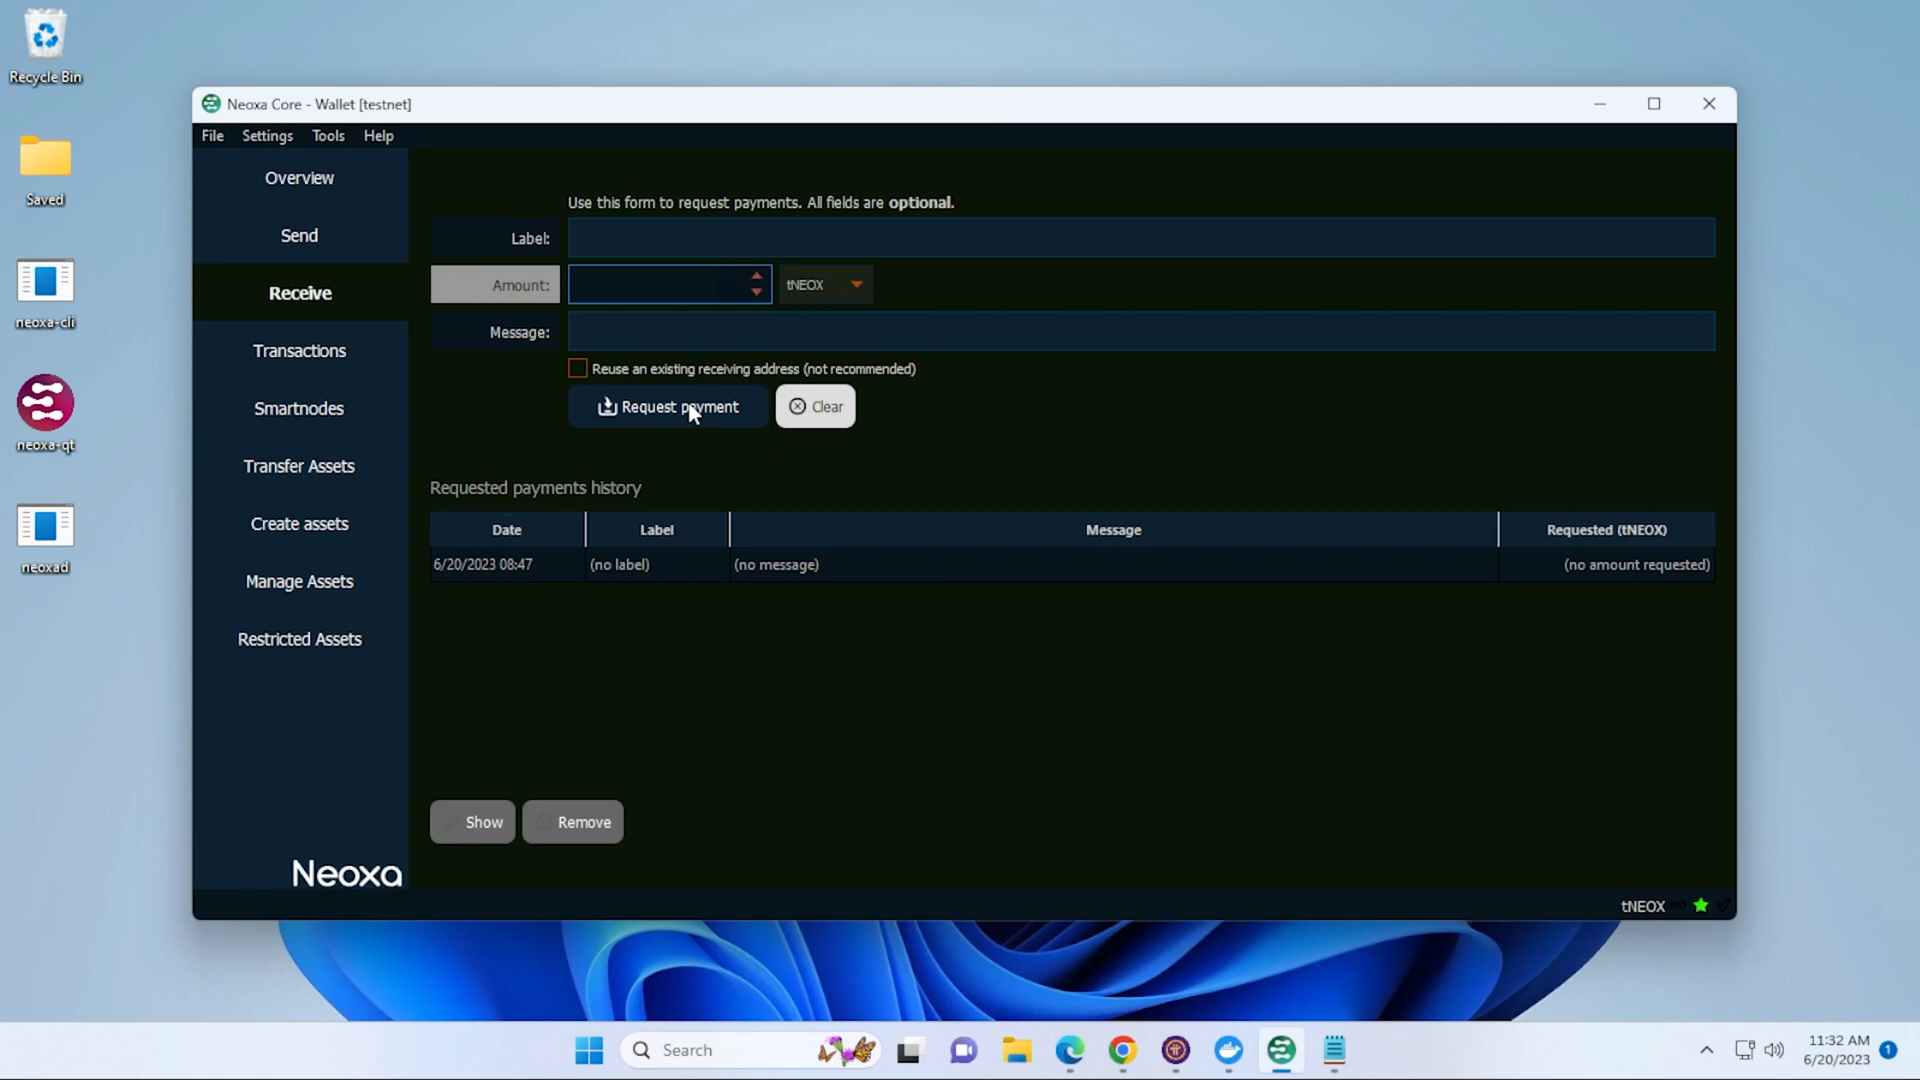 Recycle Bin
Saved
neoxa-cli
neoxa-qt
neoxad
Neoxa Core - Wallet [testnet]
File Settings Tools Help
Overview
Send
Receive
Transactions
Smartnodes
Transfer Assets
Create assets
Manage Assets
Restricted Assets
Neoxa
Use this form to request payments. All fields are optional.
Label:
Amount: tNEOX
Message:
Reuse an existing receiving address (not recommended)
Request payment Clear
Requested payments history
Date Label Message Requested (tNEOX)
6/20/2023 08:47 (no label) (no message) (no amount requested)
Show Remove
tNEOX HD
Search
11:32 AM
6/20/2023
1